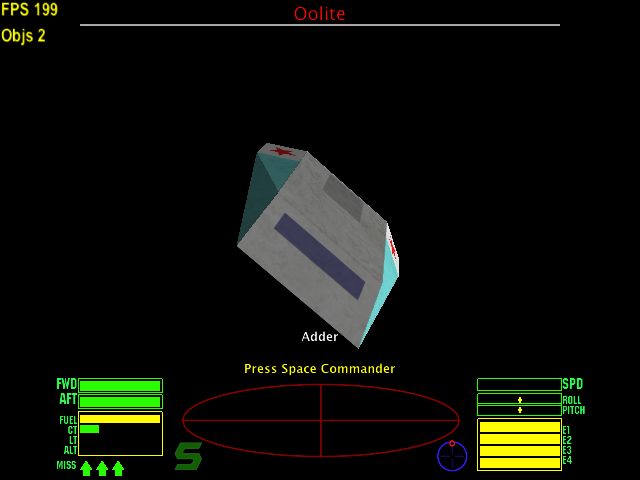 FPS 199
Oolite
Objs 2
Adder
Press Space Commander
FWD
AFT
FUEL
CT
LT
ALT
MISS
S
SPD
ROLL
PITCH
E1
E2
E3
E4